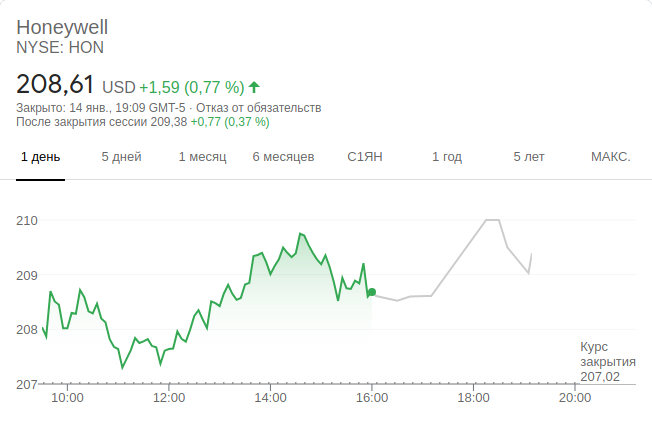 Honeywell
NYSE: HON
208,61 USD +1,59 (0,77 %)
Закрыто: 14 янв., 19:09 GMT-5 · Отказ от обязательств
После закрытия сессии 209,38 +0,77 (0,37 %)
1 день 5 дней 1 месяц 6 месяцев С1ЯН 1 год 5 лет МАКС.
210
209
208
207
Курс
закрытия
207,02
10:00 12:00 14:00 16:00 18:00 20:00